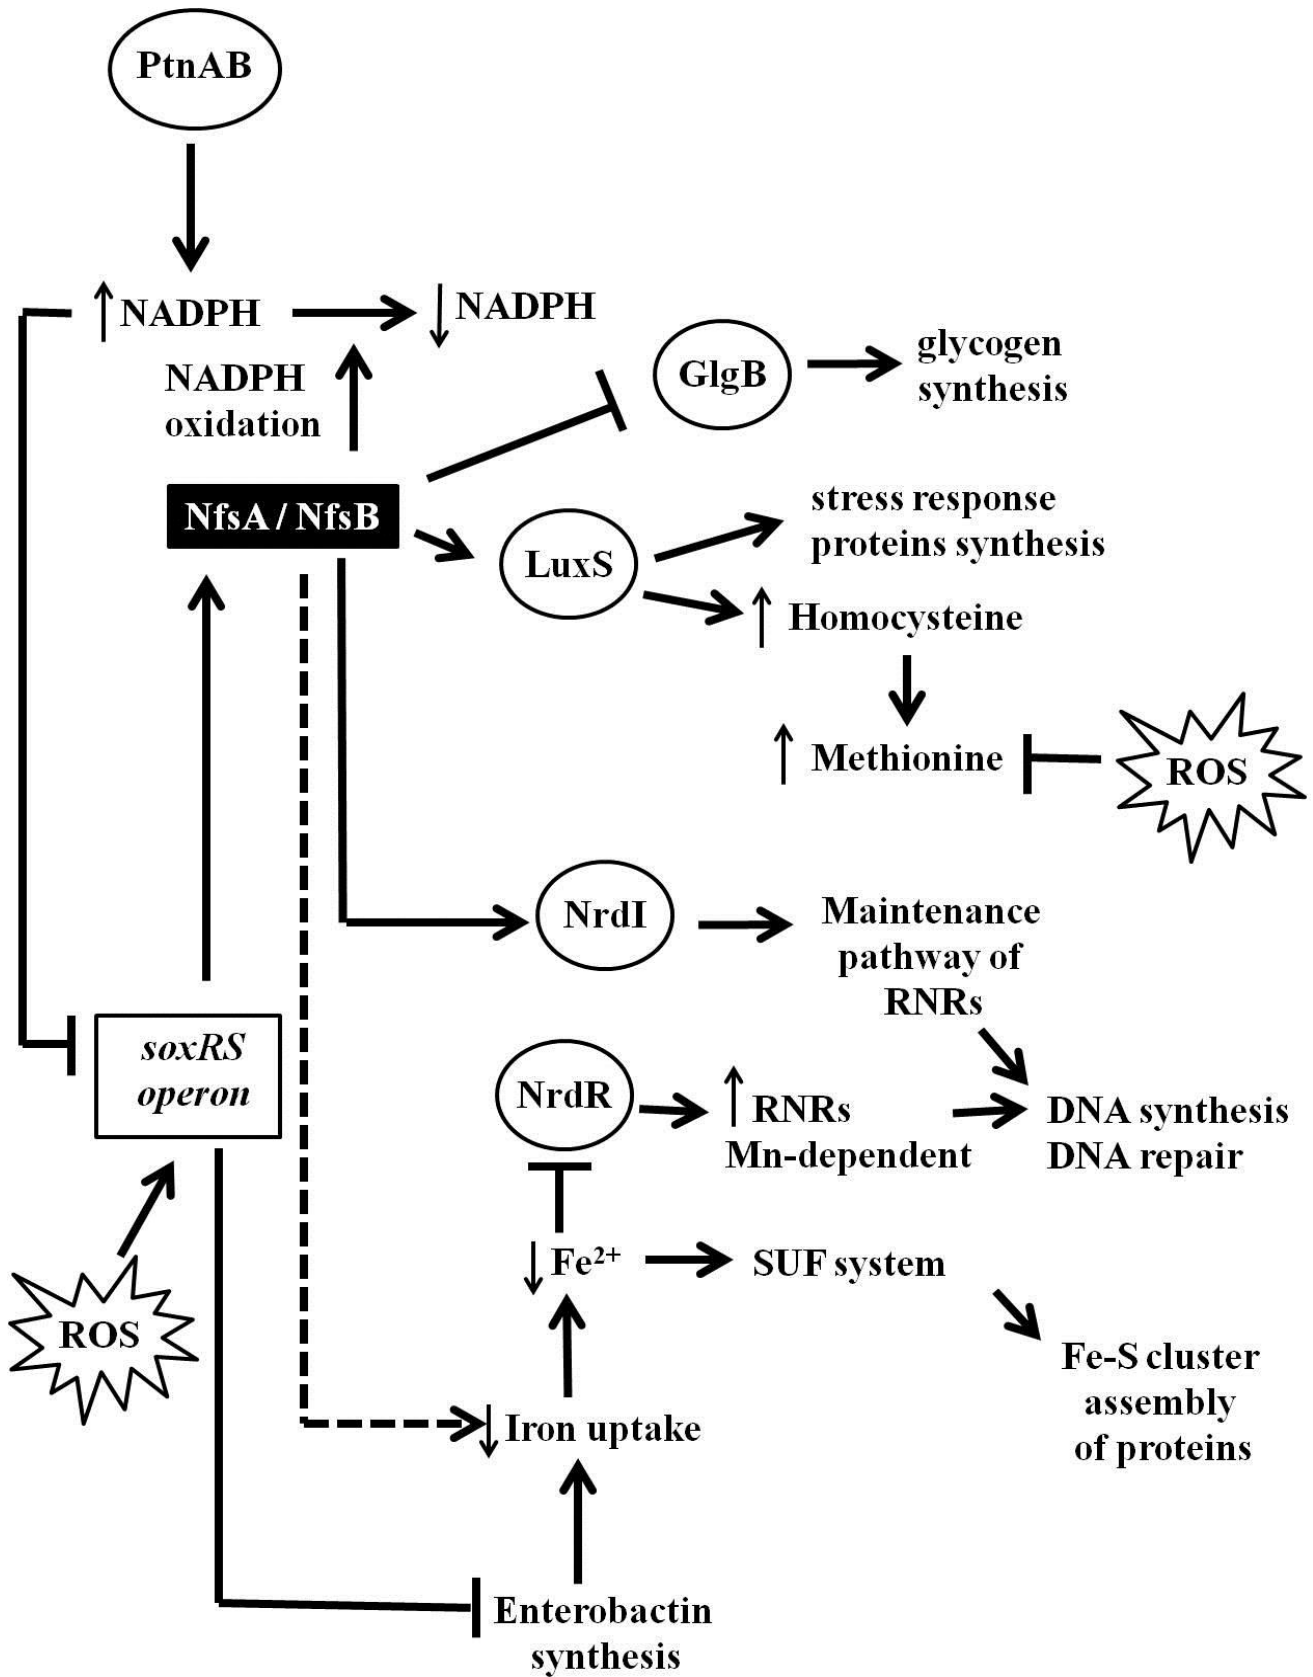 PtnAB
NADPH
NADPH
NADPH
oxidation
GlgB
glycogen
synthesis
NfsA / NfsB
LuxS
stress response
proteins synthesis
Homocysteine
Methionine
ROS
NrdI
Maintenance
pathway of
RNRs
soxRS
operon
NrdR
RNRs
Mn-dependent
DNA synthesis
DNA repair
Fe²⁺
SUF system
ROS
Fe-S cluster
assembly
of proteins
Iron uptake
Enterobactin
synthesis